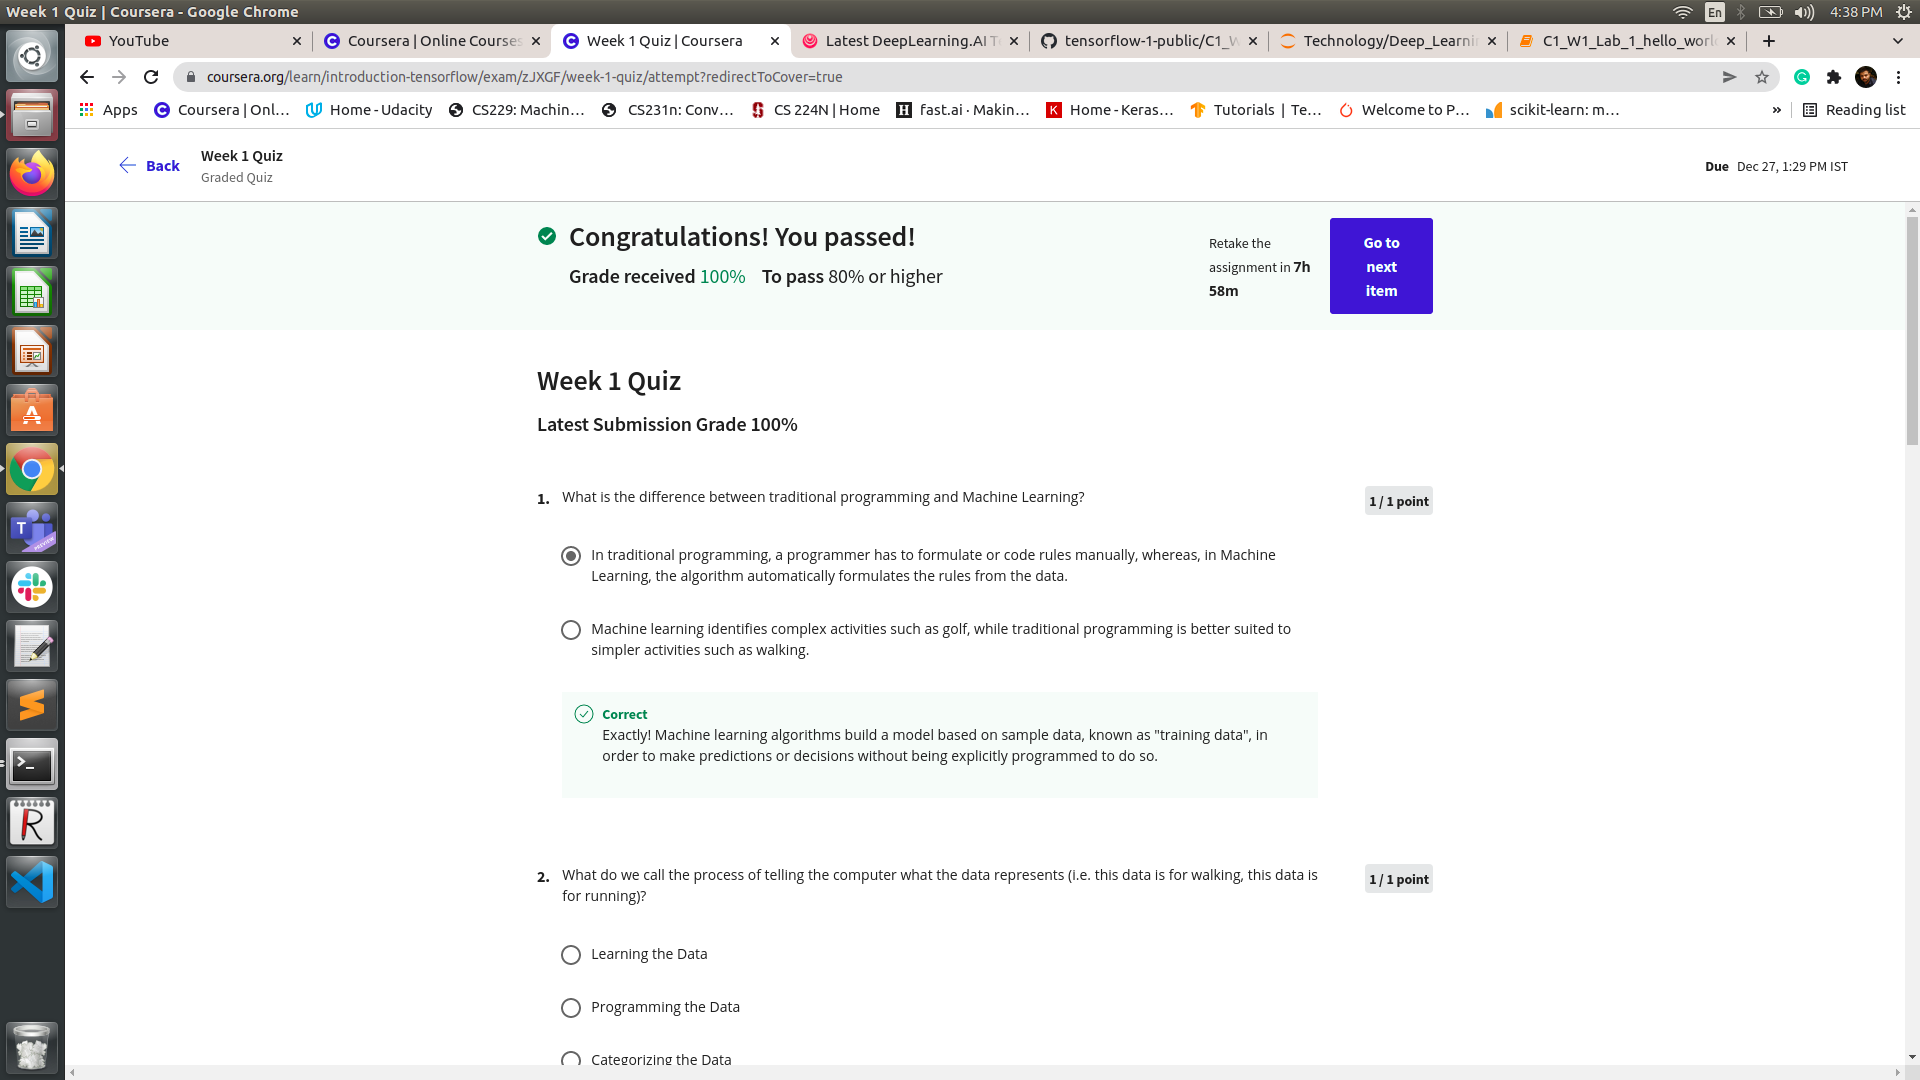 Week 1 Quiz | Coursera - Google Chrome
En
4:38 PM
YouTube
Coursera | Online Courses
Week 1 Quiz | Coursera
Latest DeepLearning.AI T
tensorflow-1-public/C1_W
Technology/Deep_Learnin
C1_W1_Lab_1_hello_worl
coursera.org/learn/introduction-tensorflow/exam/zJXGF/week-1-quiz/attempt?redirectToCover=true
Apps
Coursera | Onl...
Home - Udacity
CS229: Machin...
CS231n: Conv...
CS 224N | Home
fast.ai · Makin...
Home - Keras...
Tutorials | Te...
Welcome to P...
scikit-learn: m...
»
Reading list
Back
Week 1 Quiz
Graded Quiz
Due Dec 27, 1:29 PM IST
Congratulations! You passed!
Grade received 100% To pass 80% or higher
Retake the
assignment in 7h
58m
Go to
next
item
Week 1 Quiz
Latest Submission Grade 100%
1. What is the difference between traditional programming and Machine Learning?
1 / 1 point
In traditional programming, a programmer has to formulate or code rules manually, whereas, in Machine
Learning, the algorithm automatically formulates the rules from the data.
Machine learning identifies complex activities such as golf, while traditional programming is better suited to
simpler activities such as walking.
Correct
Exactly! Machine learning algorithms build a model based on sample data, known as "training data", in
order to make predictions or decisions without being explicitly programmed to do so.
2. What do we call the process of telling the computer what the data represents (i.e. this data is for walking, this data is
for running)?
1 / 1 point
Learning the Data
Programming the Data
Categorizing the Data